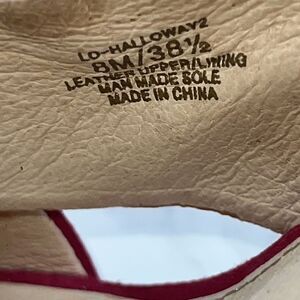 LO-HALLOWAY2
8M/38½
LEATHER UPPER/LINING
MAN MADE SOLE
MADE IN CHINA